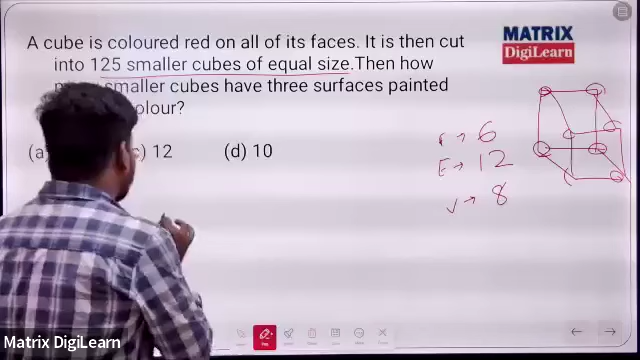 A cube is coloured red on all of its faces. It is then cut
into 125 smaller cubes of equal size.Then how
smaller cubes have three surfaces painted
colour?
(a) 12 (d) 10
MATRIX
DigiLearn
→ 6
E → 12
V → 8
Matrix DigiLearn